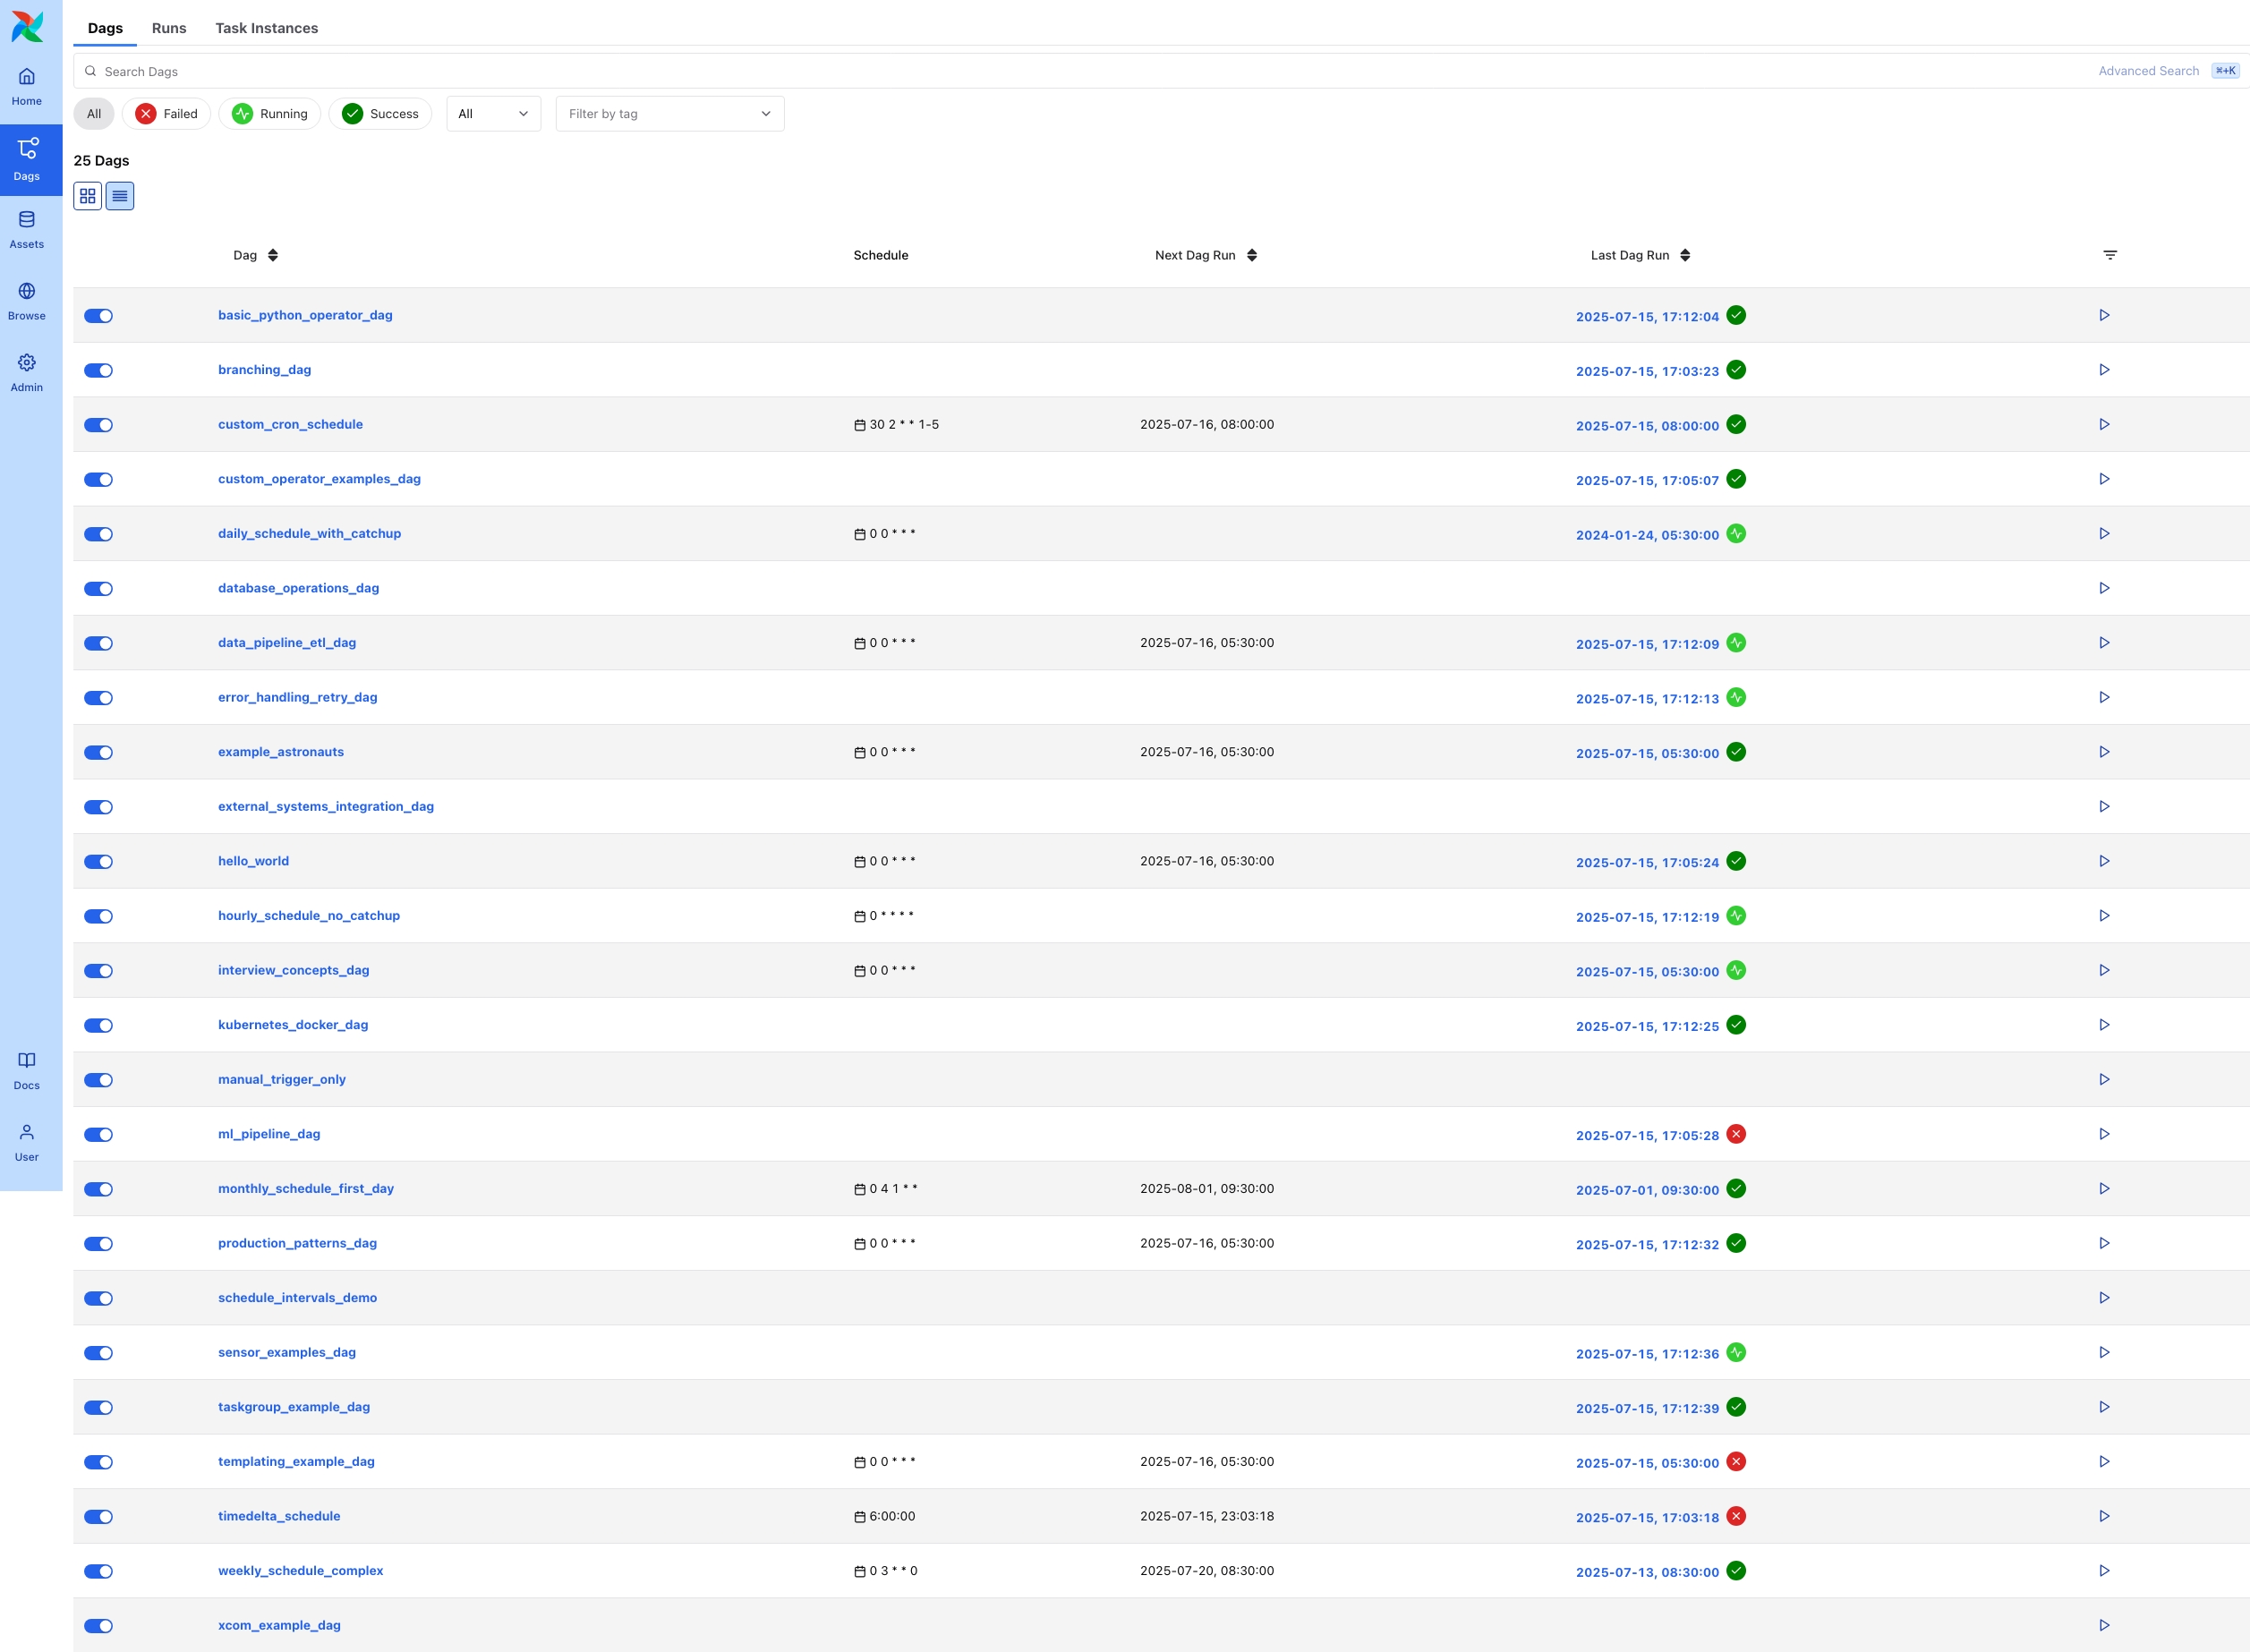 Dags Runs Task Instances
Search Dags Advanced Search ⌘+K
All Failed Running Success All Filter by tag
25 Dags
Home
Dags
Assets
Browse
Admin
Docs
User
Dag Schedule Next Dag Run Last Dag Run
basic_python_operator_dag 2025-07-15, 17:12:04
branching_dag 2025-07-15, 17:03:23
custom_cron_schedule 30 2 * * 1-5 2025-07-16, 08:00:00 2025-07-15, 08:00:00
custom_operator_examples_dag 2025-07-15, 17:05:07
daily_schedule_with_catchup 0 0 * * * 2024-01-24, 05:30:00
database_operations_dag
data_pipeline_etl_dag 0 0 * * * 2025-07-16, 05:30:00 2025-07-15, 17:12:09
error_handling_retry_dag 2025-07-15, 17:12:13
example_astronauts 0 0 * * * 2025-07-16, 05:30:00 2025-07-15, 05:30:00
external_systems_integration_dag
hello_world 0 0 * * * 2025-07-16, 05:30:00 2025-07-15, 17:05:24
hourly_schedule_no_catchup 0 * * * * 2025-07-15, 17:12:19
interview_concepts_dag 0 0 * * * 2025-07-15, 05:30:00
kubernetes_docker_dag 2025-07-15, 17:12:25
manual_trigger_only
ml_pipeline_dag 2025-07-15, 17:05:28
monthly_schedule_first_day 0 4 1 * * 2025-08-01, 09:30:00 2025-07-01, 09:30:00
production_patterns_dag 0 0 * * * 2025-07-16, 05:30:00 2025-07-15, 17:12:32
schedule_intervals_demo
sensor_examples_dag 2025-07-15, 17:12:36
taskgroup_example_dag 2025-07-15, 17:12:39
templating_example_dag 0 0 * * * 2025-07-16, 05:30:00 2025-07-15, 05:30:00
timedelta_schedule 6:00:00 2025-07-15, 23:03:18 2025-07-15, 17:03:18
weekly_schedule_complex 0 3 * * 0 2025-07-20, 08:30:00 2025-07-13, 08:30:00
xcom_example_dag